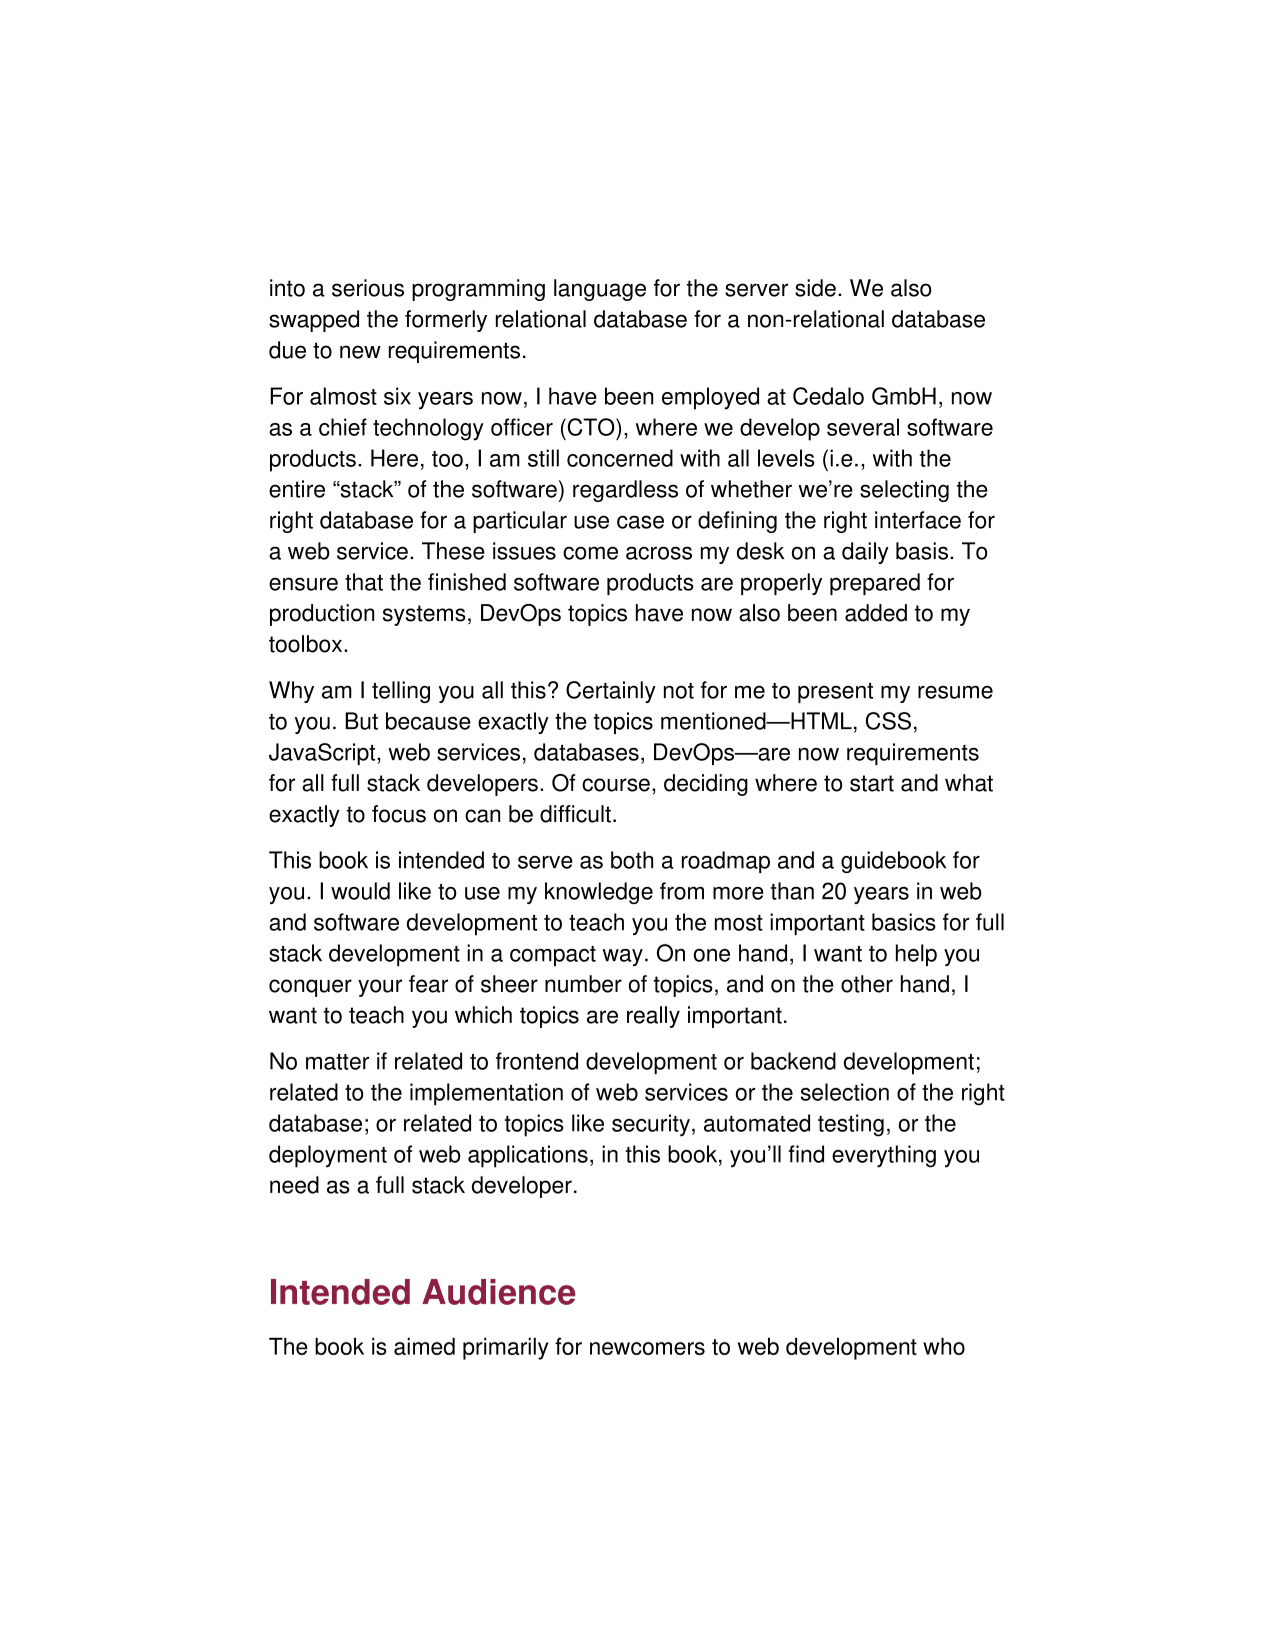 into a serious programming language for the server side. We also
swapped the formerly relational database for a non-relational database
due to new requirements.
For almost six years now, I have been employed at Cedalo GmbH, now
as a chief technology officer (CTO), where we develop several software
products. Here, too, I am still concerned with all levels (i.e., with the
entire “stack” of the software) regardless of whether we’re selecting the
right database for a particular use case or defining the right interface for
a web service. These issues come across my desk on a daily basis. To
ensure that the finished software products are properly prepared for
production systems, DevOps topics have now also been added to my
toolbox.
Why am I telling you all this? Certainly not for me to present my resume
to you. But because exactly the topics mentioned—HTML, CSS,
JavaScript, web services, databases, DevOps—are now requirements
for all full stack developers. Of course, deciding where to start and what
exactly to focus on can be difficult.
This book is intended to serve as both a roadmap and a guidebook for
you. I would like to use my knowledge from more than 20 years in web
and software development to teach you the most important basics for full
stack development in a compact way. On one hand, I want to help you
conquer your fear of sheer number of topics, and on the other hand, I
want to teach you which topics are really important.
No matter if related to frontend development or backend development;
related to the implementation of web services or the selection of the right
database; or related to topics like security, automated testing, or the
deployment of web applications, in this book, you’ll find everything you
need as a full stack developer.
Intended Audience
The book is aimed primarily for newcomers to web development who